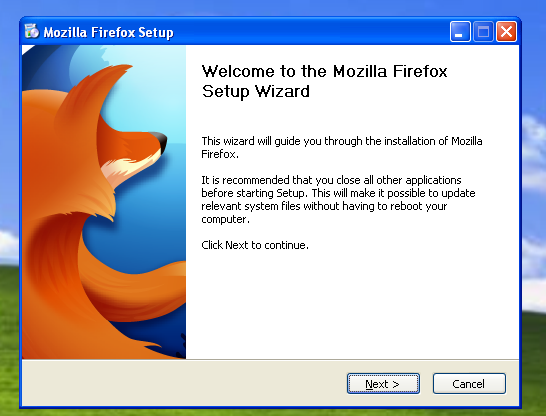 Mozilla Firefox Setup
Welcome to the Mozilla Firefox
Setup Wizard
This wizard will guide you through the installation of Mozilla
Firefox.
It is recommended that you close all other applications
before starting Setup. This will make it possible to update
relevant system files without having to reboot your
computer.
Click Next to continue.
Next > Cancel